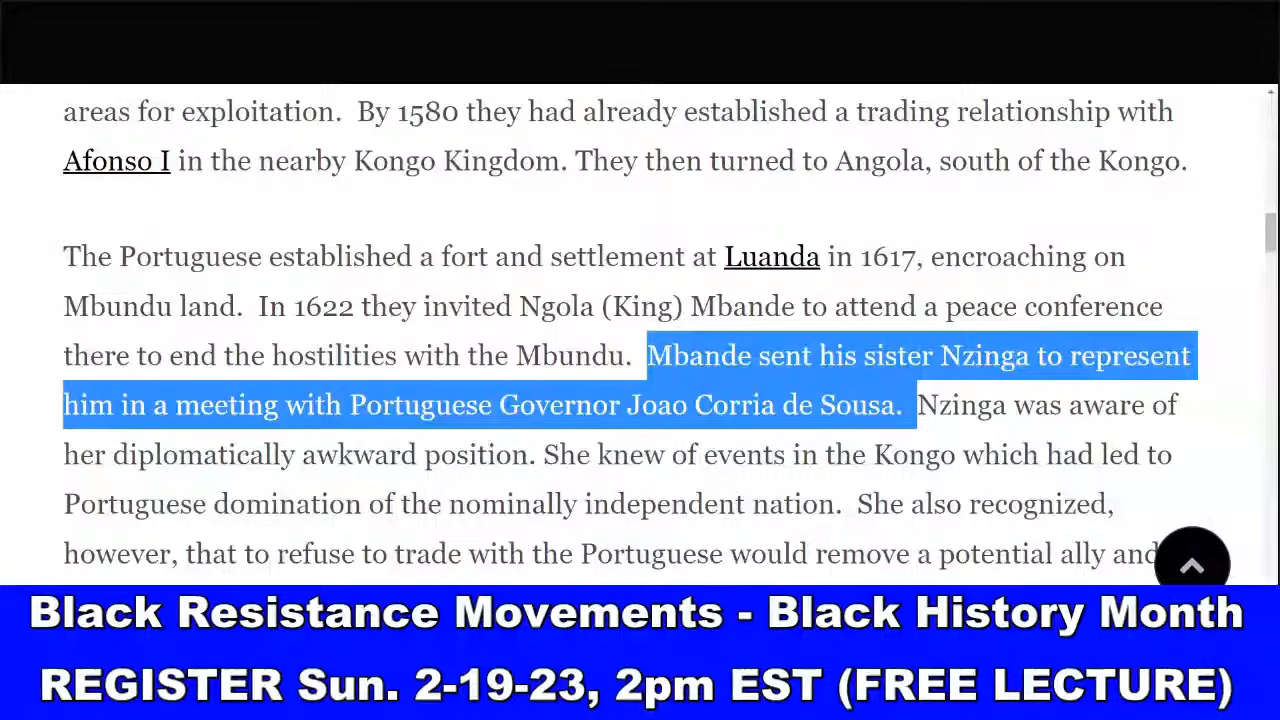 areas for exploitation.  By 1580 they had already established a trading relationship with
Afonso I in the nearby Kongo Kingdom. They then turned to Angola, south of the Kongo.
The Portuguese established a fort and settlement at Luanda in 1617, encroaching on
Mbundu land.  In 1622 they invited Ngola (King) Mbande to attend a peace conference
there to end the hostilities with the Mbundu.  Mbande sent his sister Nzinga to represent
him in a meeting with Portuguese Governor Joao Corria de Sousa.  Nzinga was aware of
her diplomatically awkward position. She knew of events in the Kongo which had led to
Portuguese domination of the nominally independent nation.  She also recognized,
however, that to refuse to trade with the Portuguese would remove a potential ally and
Black Resistance Movements - Black History Month
REGISTER Sun. 2-19-23, 2pm EST (FREE LECTURE)